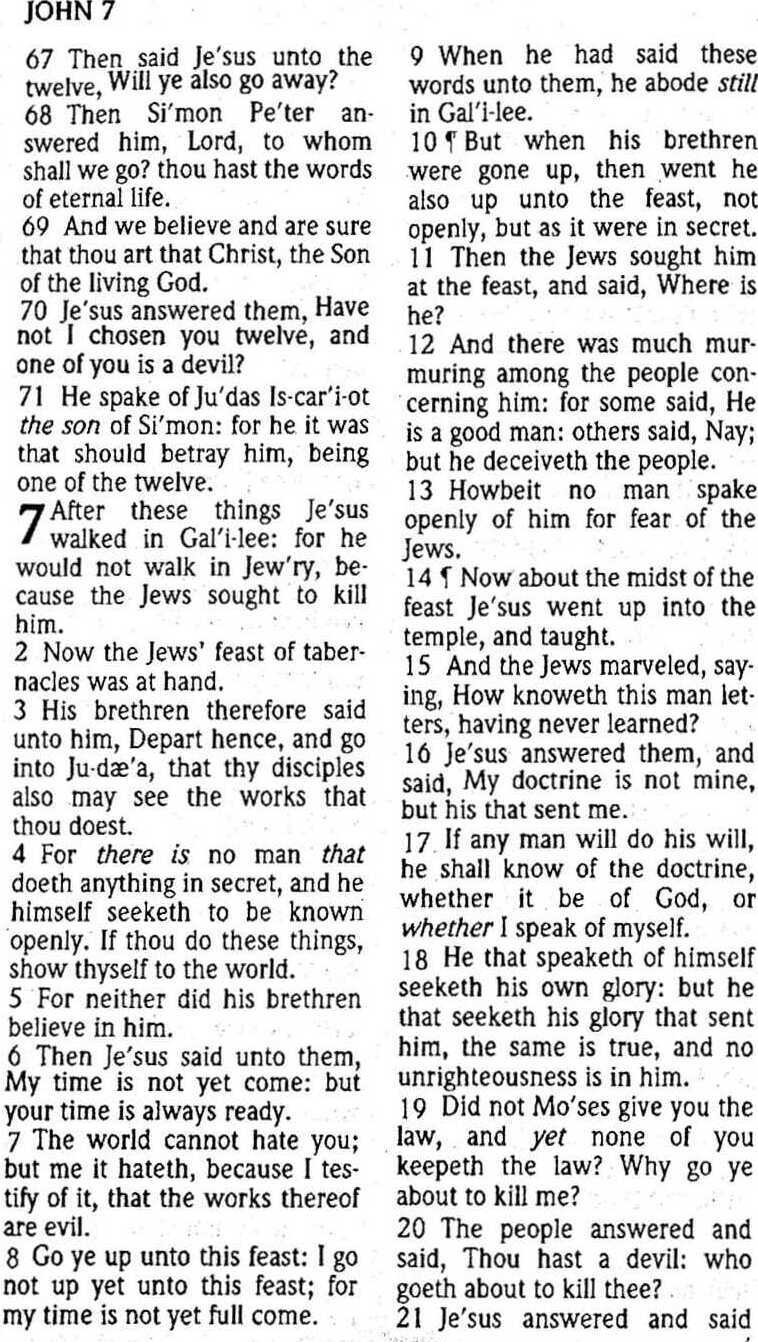 JOHN 7
67 Then said Je′sus unto the
twelve, Will ye also go away?
68 Then Si′mon Pe′ter an-
swered him, Lord, to whom
shall we go? thou hast the words
of eternal life.
69 And we believe and are sure
that thou art that Christ, the Son
of the living God.
70 Je′sus answered them, Have
not I chosen you twelve, and
one of you is a devil?
71 He spake of Ju′das Is-car′i-ot
the son of Si′mon: for he it was
that should betray him, being
one of the twelve.
7 After these things Je′sus
walked in Gal′i-lee: for he
would not walk in Jew′ry, be-
cause the Jews sought to kill
him.
2 Now the Jews' feast of taber-
nacles was at hand.
3 His brethren therefore said
unto him, Depart hence, and go
into Ju-dæ′a, that thy disciples
also may see the works that
thou doest.
4 For there is no man that
doeth anything in secret, and he
himself seeketh to be known
openly. If thou do these things,
show thyself to the world.
5 For neither did his brethren
believe in him.
6 Then Je′sus said unto them,
My time is not yet come: but
your time is always ready.
7 The world cannot hate you;
but me it hateth, because I tes-
tify of it, that the works thereof
are evil.
8 Go ye up unto this feast: I go
not up yet unto this feast; for
my time is not yet full come.
9 When he had said these
words unto them, he abode still
in Gal′i-lee.
10 ¶ But when his brethren
were gone up, then went he
also up unto the feast, not
openly, but as it were in secret.
11 Then the Jews sought him
at the feast, and said, Where is
he?
12 And there was much mur-
muring among the people con-
cerning him: for some said, He
is a good man: others said, Nay;
but he deceiveth the people.
13 Howbeit no man spake
openly of him for fear of the
Jews.
14 ¶ Now about the midst of the
feast Je′sus went up into the
temple, and taught.
15 And the Jews marveled, say-
ing, How knoweth this man let-
ters, having never learned?
16 Je′sus answered them, and
said, My doctrine is not mine,
but his that sent me.
17 If any man will do his will,
he shall know of the doctrine,
whether it be of God, or
whether I speak of myself.
18 He that speaketh of himself
seeketh his own glory: but he
that seeketh his glory that sent
him, the same is true, and no
unrighteousness is in him.
19 Did not Mo′ses give you the
law, and yet none of you
keepeth the law? Why go ye
about to kill me?
20 The people answered and
said, Thou hast a devil: who
goeth about to kill thee?
21 Je′sus answered and said